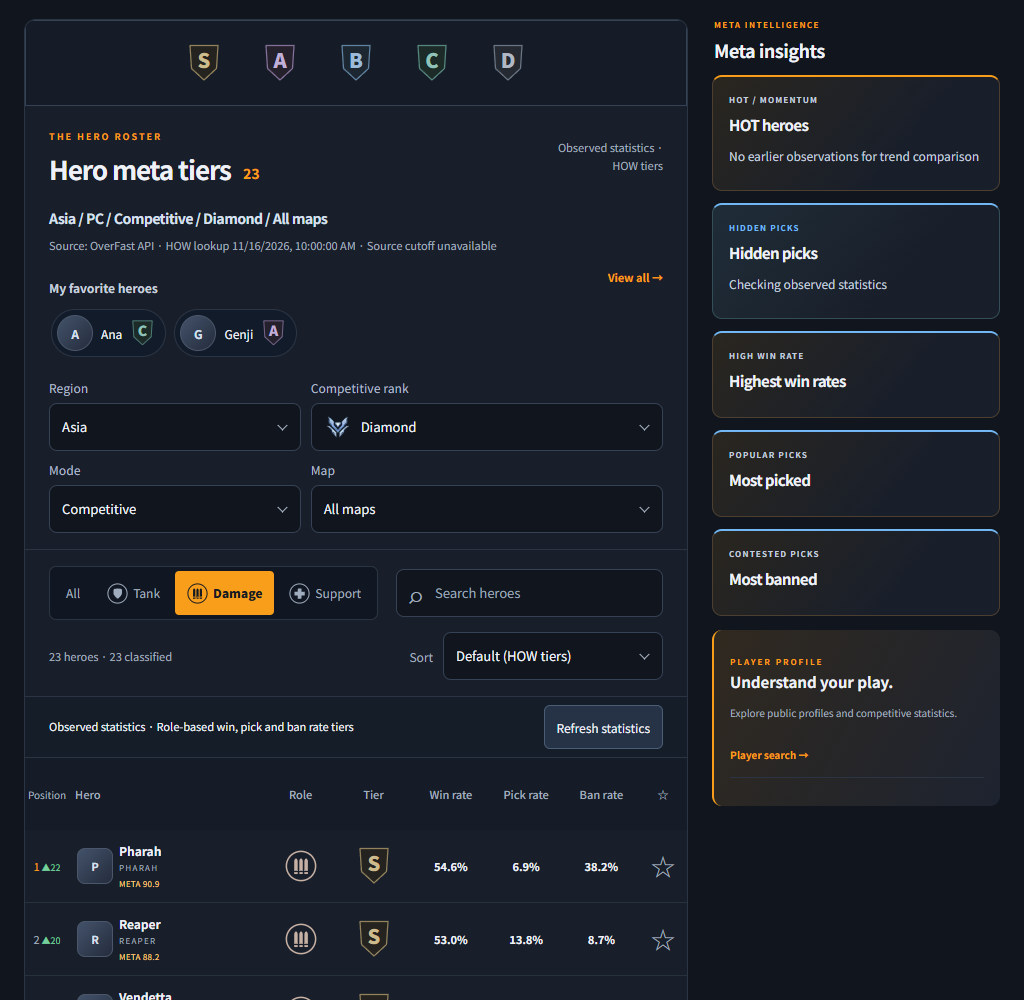 S A B C D
THE HERO ROSTER
Hero meta tiers 23
Observed statistics ·
HOW tiers
Asia / PC / Competitive / Diamond / All maps
Source: OverFast API · HOW lookup 11/16/2026, 10:00:00 AM · Source cutoff unavailable
View all →
My favorite heroes
A Ana C G Genji A
Region Competitive rank
Asia Diamond
Mode Map
Competitive All maps
All Tank Damage Support Search heroes
23 heroes · 23 classified Sort Default (HOW tiers)
Observed statistics · Role-based win, pick and ban rate tiers Refresh statistics
Position Hero Role Tier Win rate Pick rate Ban rate ☆
1 ▲22 P Pharah S 54.6% 6.9% 38.2% ☆
PHARAH
META 90.9
2 ▲20 R Reaper S 53.0% 13.8% 8.7% ☆
REAPER
META 88.2
Vendetta
META INTELLIGENCE
Meta insights
HOT / MOMENTUM
HOT heroes
No earlier observations for trend comparison
HIDDEN PICKS
Hidden picks
Checking observed statistics
HIGH WIN RATE
Highest win rates
POPULAR PICKS
Most picked
CONTESTED PICKS
Most banned
PLAYER PROFILE
Understand your play.
Explore public profiles and competitive statistics.
Player search →